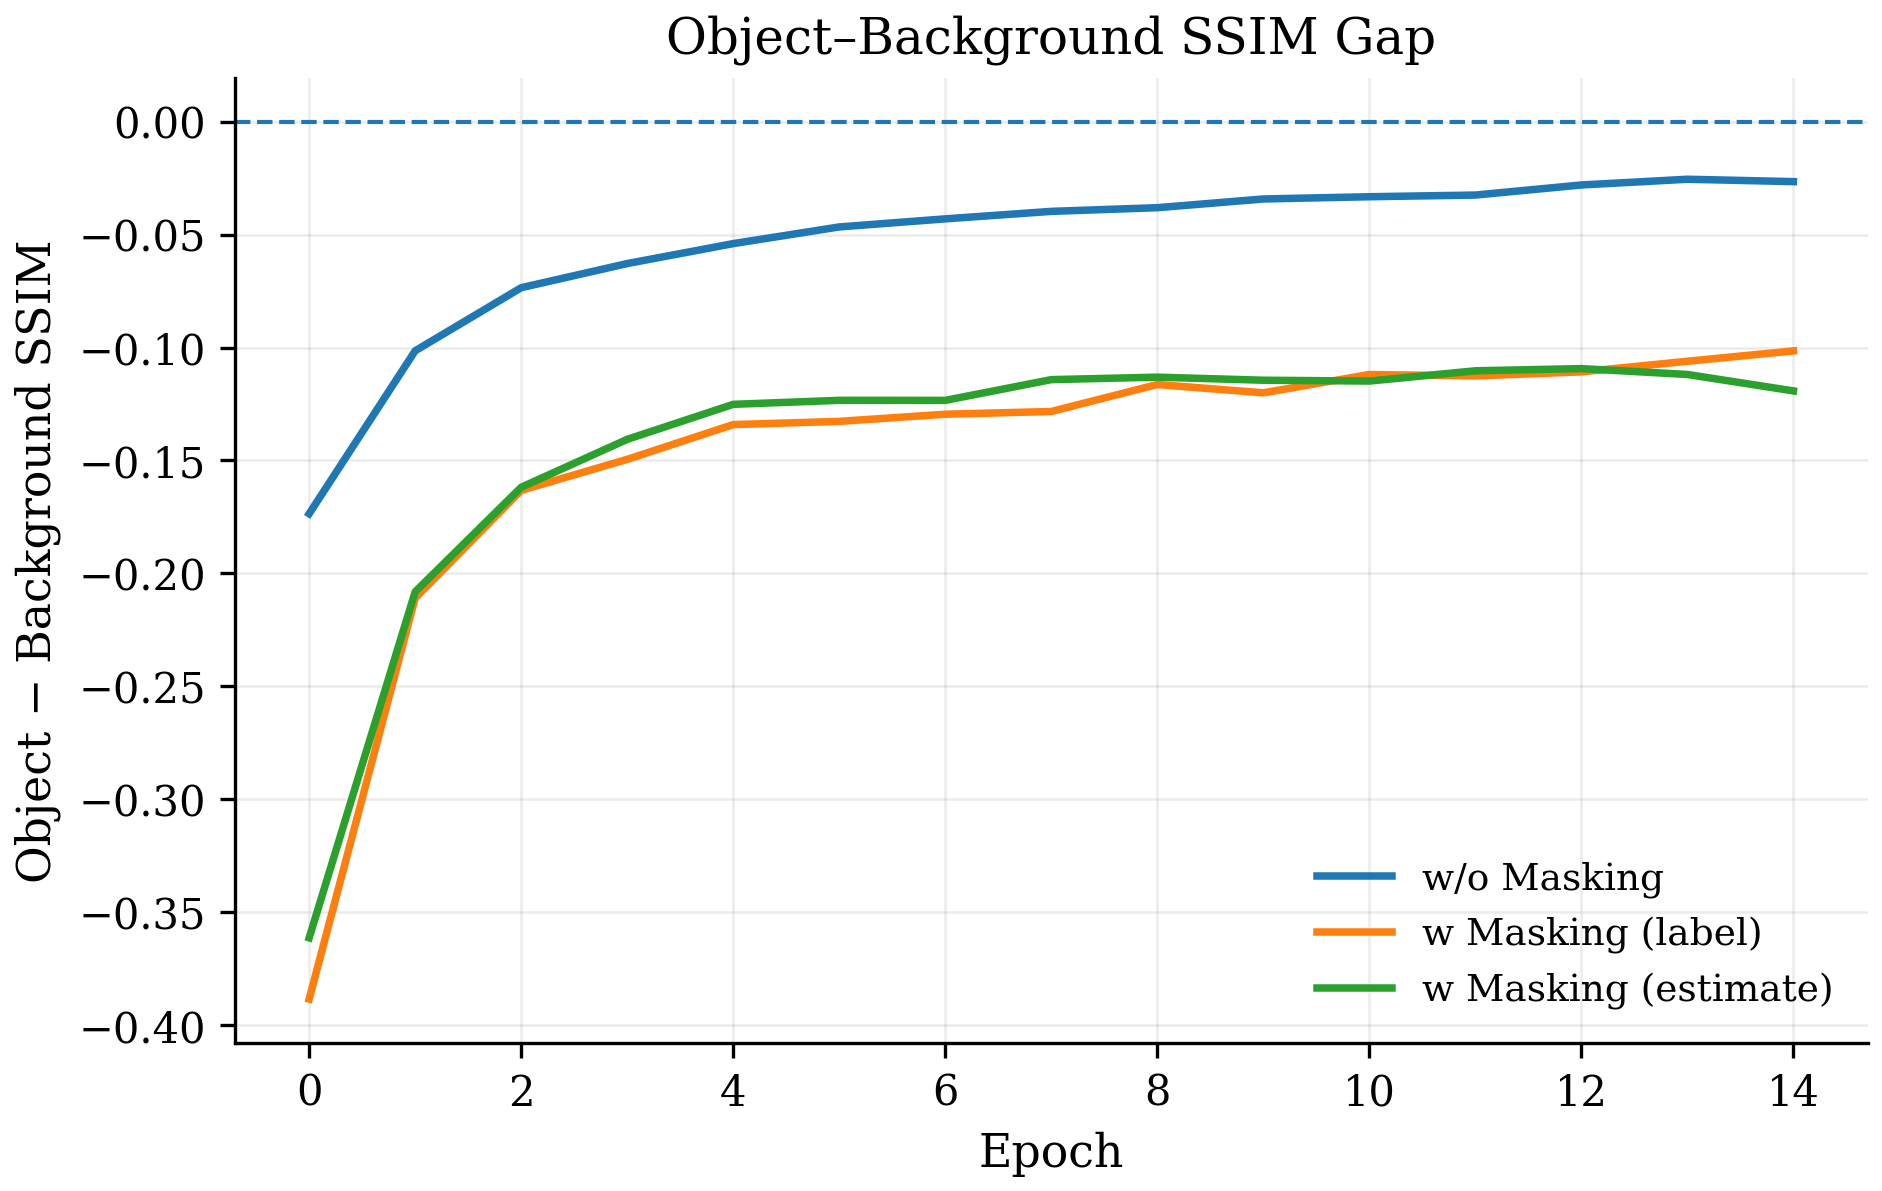 Object–Background SSIM Gap
Object − Background SSIM
0.00
−0.05
−0.10
−0.15
−0.20
−0.25
−0.30
−0.35
−0.40
w/o Masking
w Masking (label)
w Masking (estimate)
0 2 4 6 8 10 12 14
Epoch